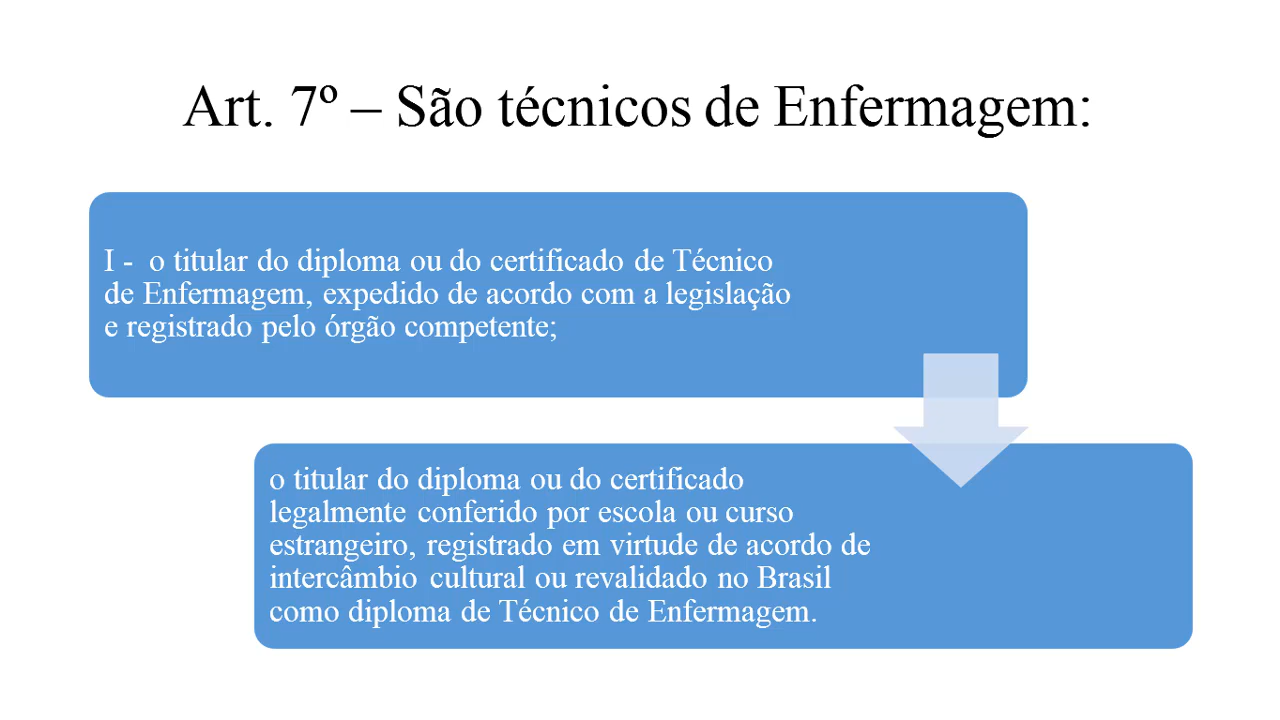 Art. 7º – São técnicos de Enfermagem:
I - o titular do diploma ou do certificado de Técnico
de Enfermagem, expedido de acordo com a legislação
e registrado pelo órgão competente;
o titular do diploma ou do certificado
legalmente conferido por escola ou curso
estrangeiro, registrado em virtude de acordo de
intercâmbio cultural ou revalidado no Brasil
como diploma de Técnico de Enfermagem.